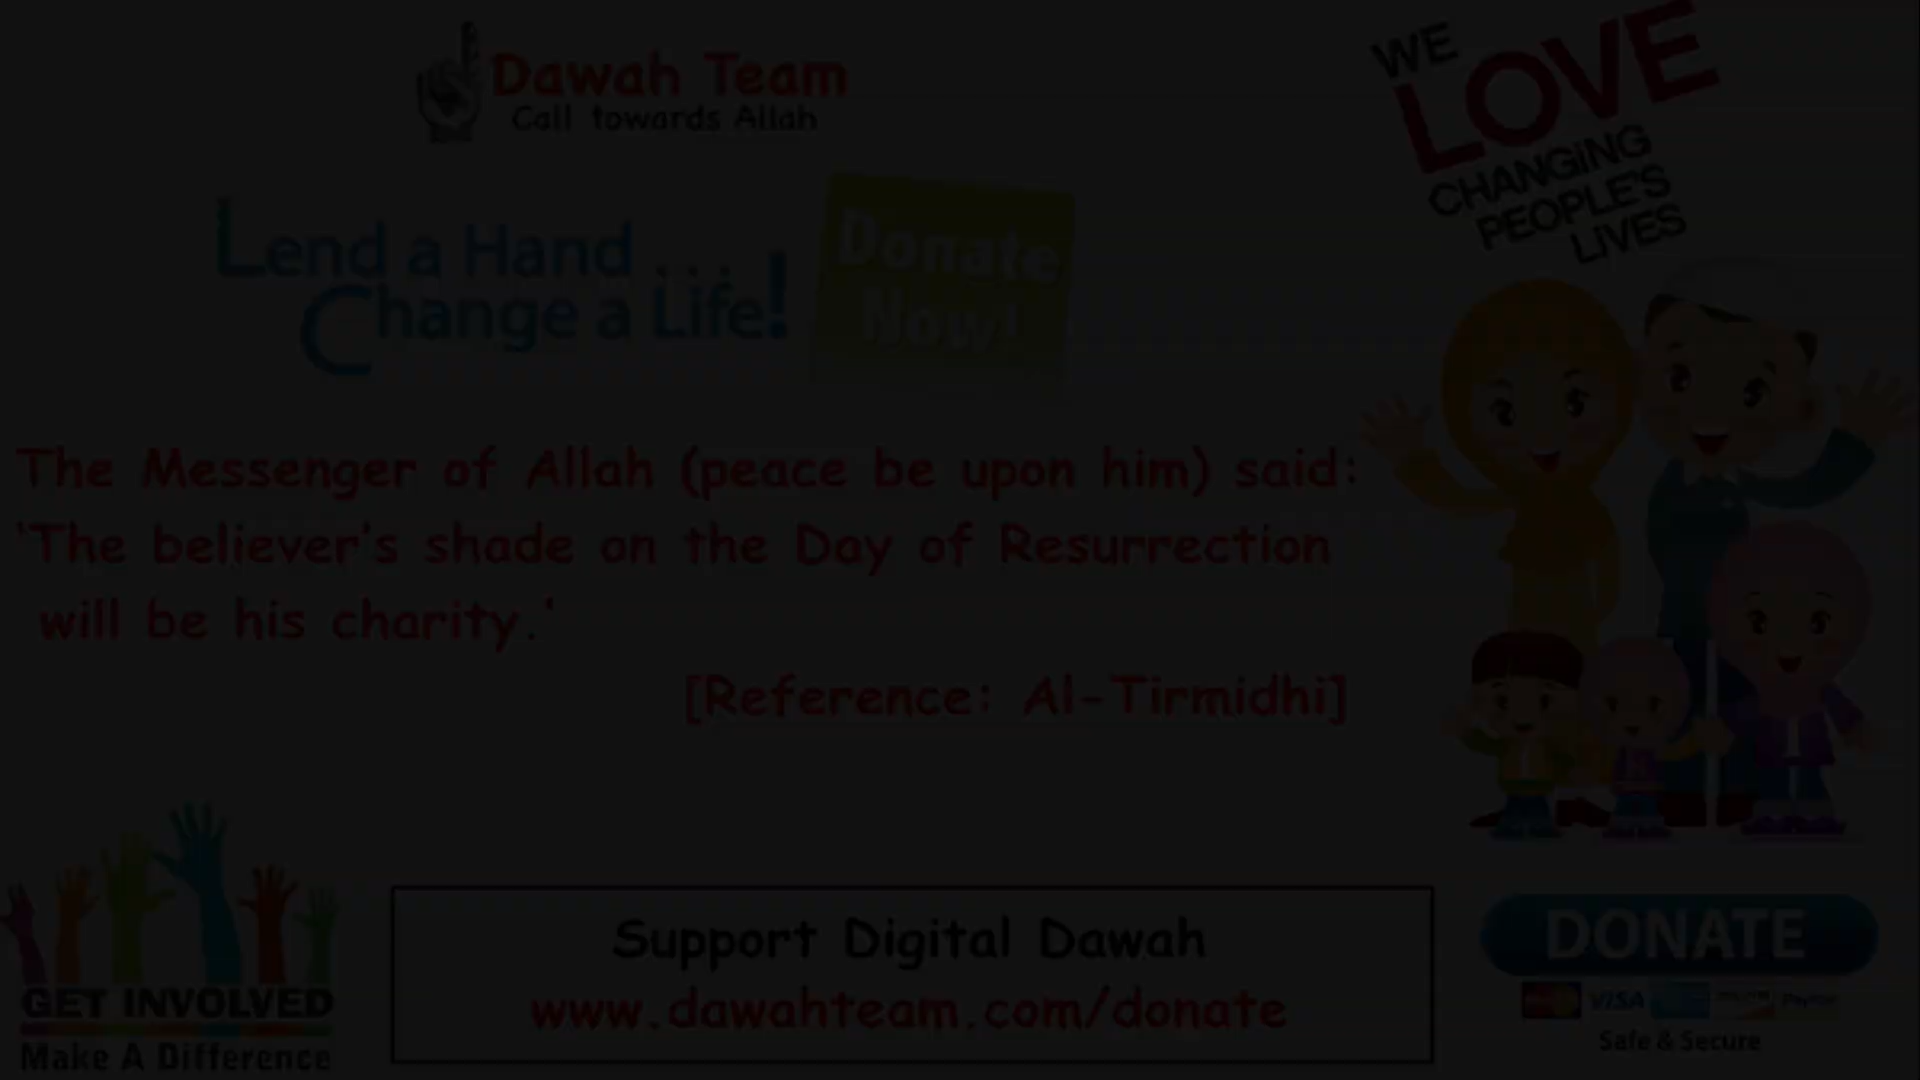 Dawah Team
Call towards Allah
WE
LOVE
CHANGING
PEOPLE'S
LIVES
Lend a Hand
Change a Life!
Donate
Now!
The Messenger of Allah (peace be upon him) said:
'The believer's shade on the Day of Resurrection
will be his charity.'
[Reference: Al-Tirmidhi]
GET INVOLVED
Make A Difference
Support Digital Dawah
www.dawahteam.com/donate
DONATE
VISA
PayPal
Safe & Secure